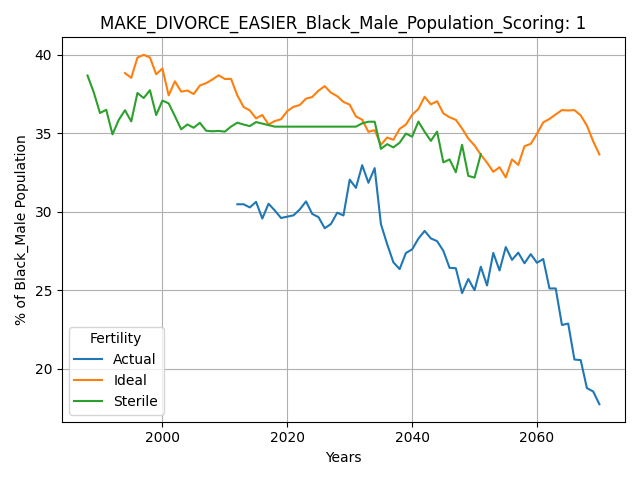 MAKE_DIVORCE_EASIER_Black_Male_Population_Scoring: 1
% of Black_Male Population
40
35
30
25
20
Fertility
Actual
Ideal
Sterile
2000
2020
2040
2060
Years